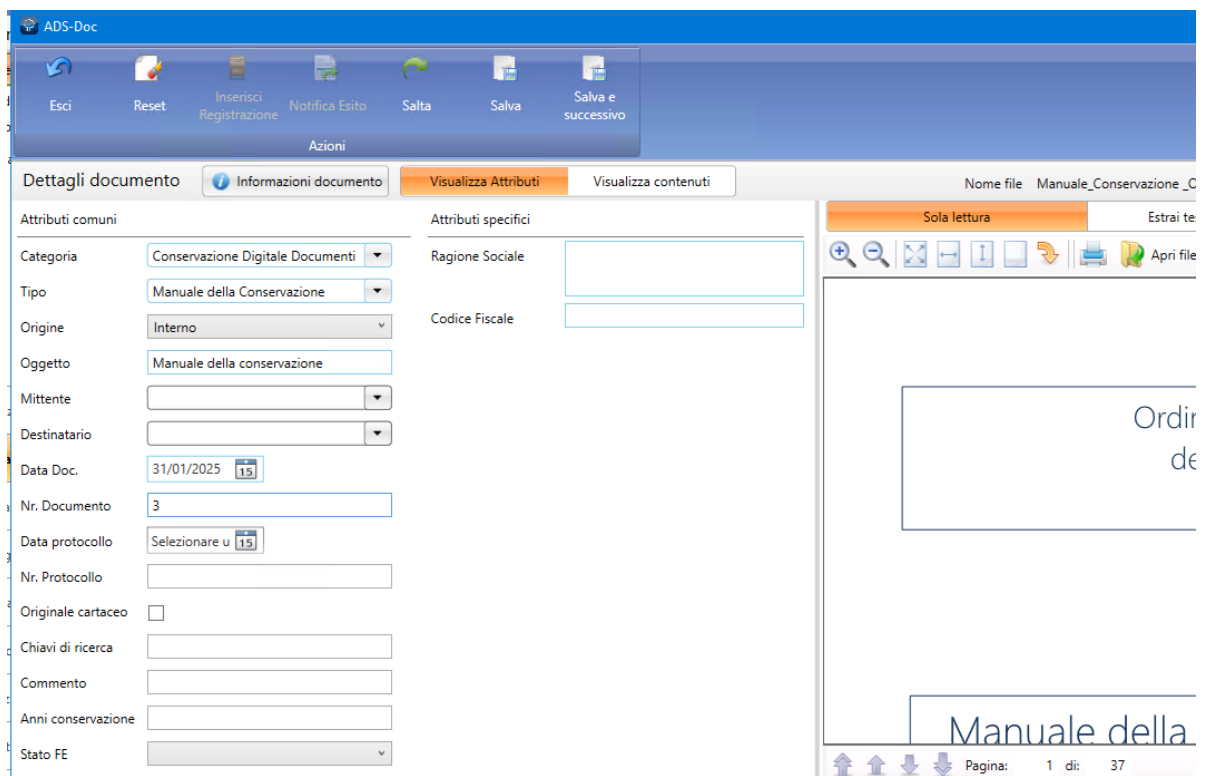 ADS-Doc
Esci
Reset
Inserisci
Registrazione
Notifica Esito
Salta
Salva
Salva e
successivo
Azioni
Dettagli documento
Informazioni documento
Visualizza Attributi
Visualizza contenuti
Nome file Manuale_Conservazione _O
Attributi comuni
Attributi specifici
Sola lettura
Estrai te
Categoria Conservazione Digitale Documenti
Ragione Sociale
Apri file
Tipo Manuale della Conservazione
Codice Fiscale
Origine Interno
Oggetto Manuale della conservazione
Mittente
Destinatario
Data Doc. 31/01/2025 15
Nr. Documento 3
Data protocollo Selezionare u 15
Nr. Protocollo
Originale cartaceo
Chiavi di ricerca
Commento
Anni conservazione
Stato FE
Ordin
de
Manuale della
Pagina: 1 di: 37